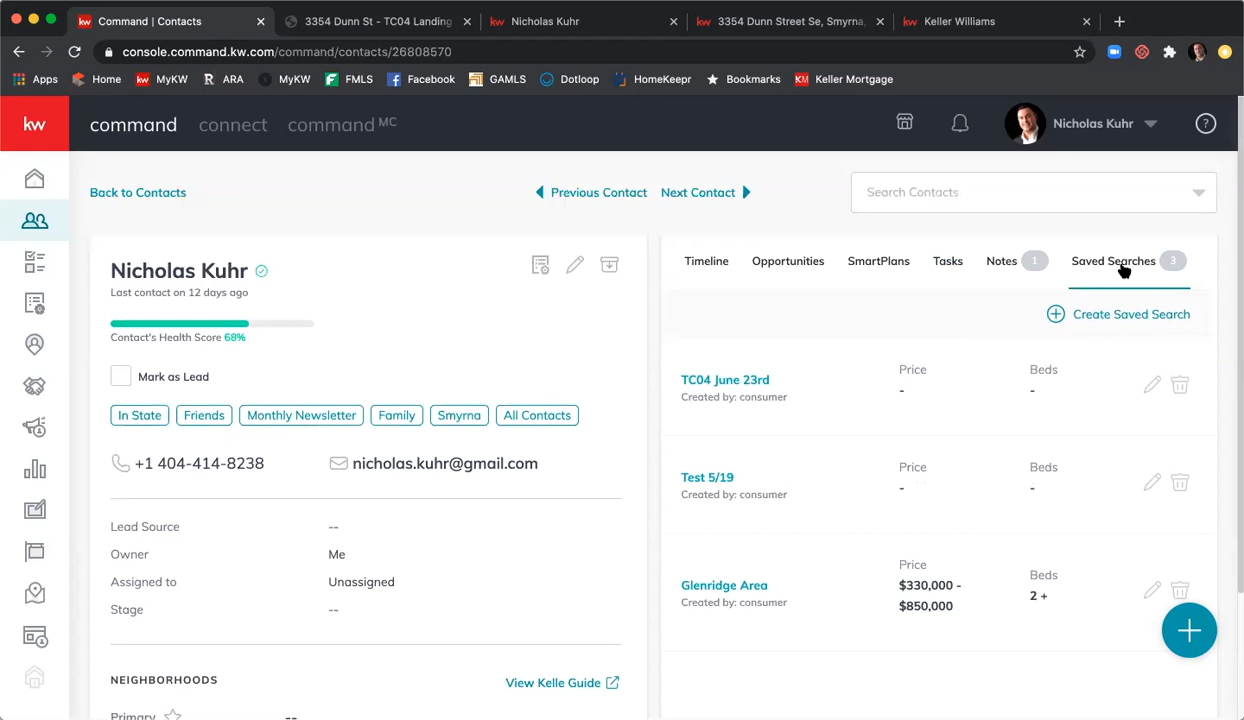 Command | Contacts
3354 Dunn St - TC04 Landing
kw Nicholas Kuhr
kw 3354 Dunn Street Se, Smyrna,
kw Keller Williams
console.command.kw.com/command/contacts/26808570
Apps
Home
kw MyKW
R ARA
MyKW
FMLS
Facebook
GAMLS
Dotloop
HomeKeepr
Bookmarks
KM Keller Mortgage
kw
command
connect
command MC
Nicholas Kuhr
?
Back to Contacts
Previous Contact
Next Contact
Search Contacts
Nicholas Kuhr
Last contact on 12 days ago
Contact's Health Score 68%
Mark as Lead
In State
Friends
Monthly Newsletter
Family
Smyrna
All Contacts
+1 404-414-8238
nicholas.kuhr@gmail.com
Lead Source --
Owner Me
Assigned to Unassigned
Stage --
NEIGHBORHOODS
View Kelle Guide
Primary --
Timeline
Opportunities
SmartPlans
Tasks
Notes 1
Saved Searches 3
Create Saved Search
TC04 June 23rd
Created by: consumer
Price
-
Beds
-
Test 5/19
Created by: consumer
Price
-
Beds
-
Glenridge Area
Created by: consumer
Price
$330,000 -
$850,000
Beds
2 +